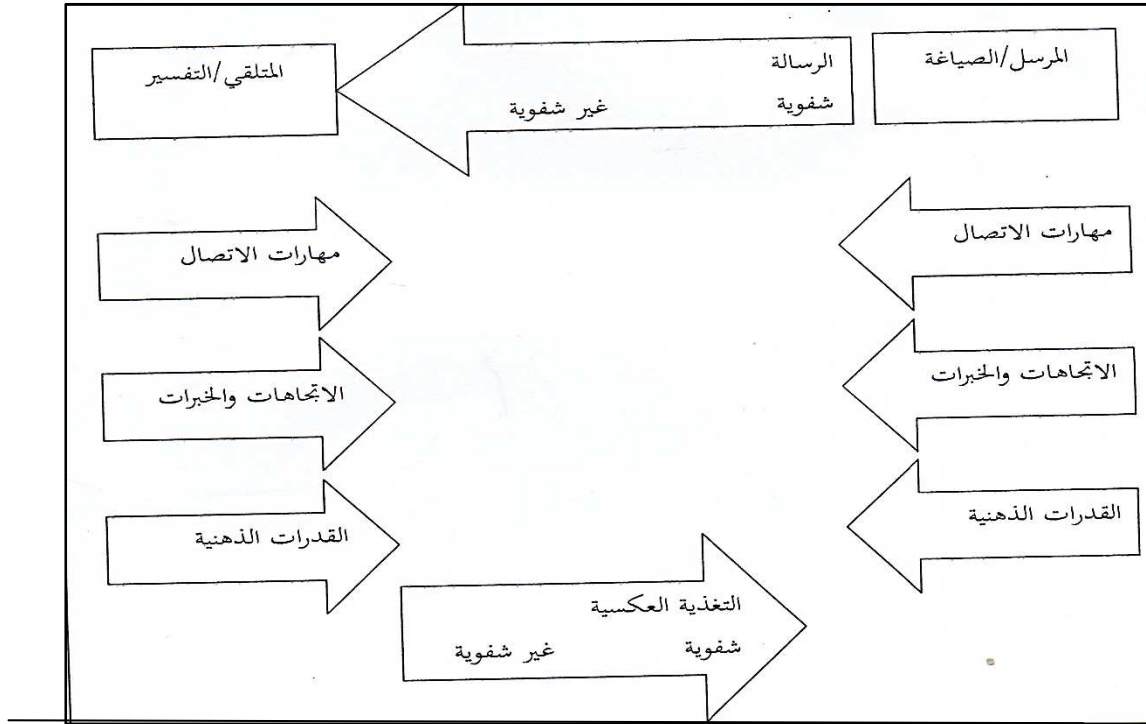 المرسل/الصياغة
الرسالة
شفوية غير شفوية
المتلقي/التفسير
مهارات الاتصال
مهارات الاتصال
الاتجاهات والخبرات
الاتجاهات والخبرات
القدرات الذهنية
القدرات الذهنية
التغذية العكسية
شفوية غير شفوية